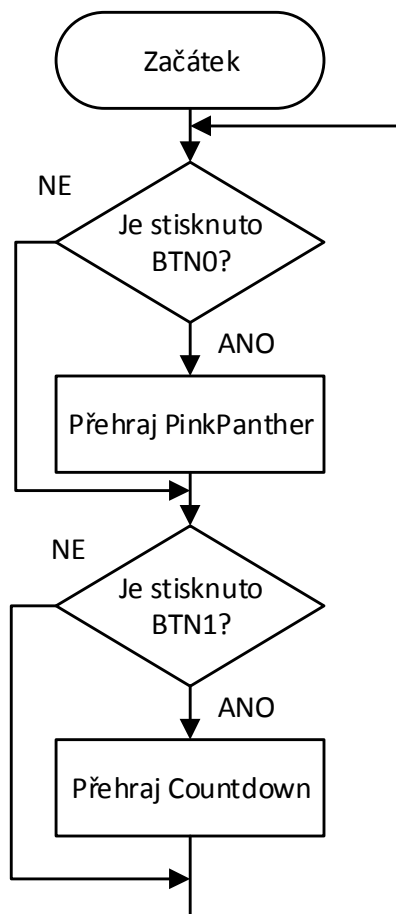 Začátek
NE
Je stisknuto
BTN0?
ANO
Přehraj PinkPanther
NE
Je stisknuto
BTN1?
ANO
Přehraj Countdown